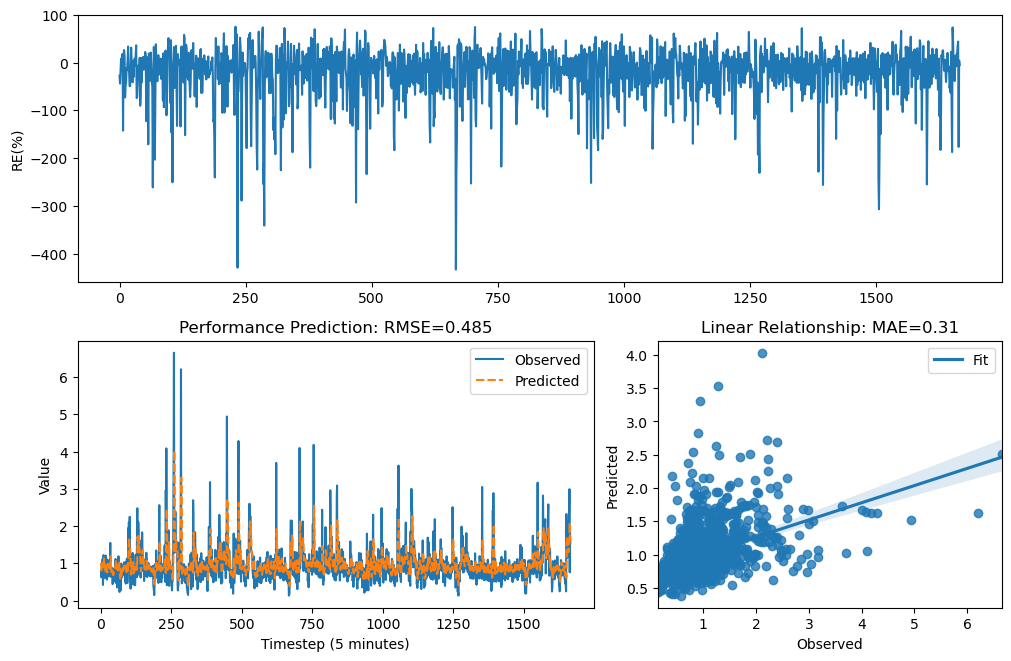 100
0
−100
−200
−300
−400
RE(%)
0 250 500 750 1000 1250 1500
Performance Prediction: RMSE=0.485
Observed
Predicted
6
5
4
3
2
1
0
Value
0 250 500 750 1000 1250 1500
Timestep (5 minutes)
Linear Relationship: MAE=0.31
Fit
4.0
3.5
3.0
2.5
2.0
1.5
1.0
0.5
Predicted
1 2 3 4 5 6
Observed